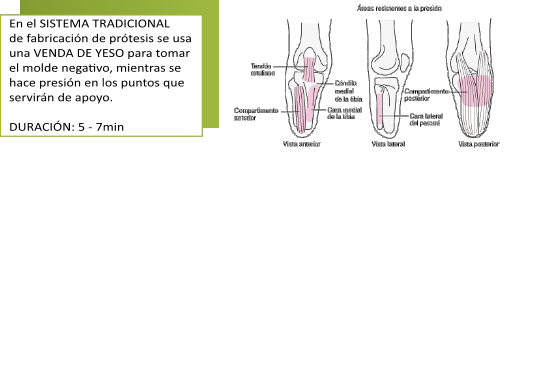 En el SISTEMA TRADICIONAL
de fabricación de prótesis se usa
una VENDA DE YESO para tomar
el molde negativo, mientras se
hace presión en los puntos que
servirán de apoyo.
DURACIÓN: 5 - 7min
Áreas resistentes a la presión
Tendón
rotuliano
Cóndilo
medial
de la tibia
Compartimento
anterior
Cara medial
de la tibia
Vista anterior
Compartimento
posterior
Cara lateral
del peroné
Vista lateral
Vista posterior